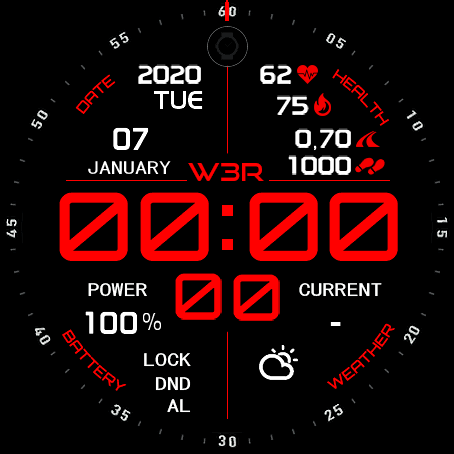 60
55
05
50
10
45
15
40
20
35
25
30
DATE
HEALTH
2020
TUE
07
JANUARY
62
75
0,70
1000
W3R
00:00
00
POWER
100%
BATTERY
LOCK
DND
AL
CURRENT
-
WEATHER